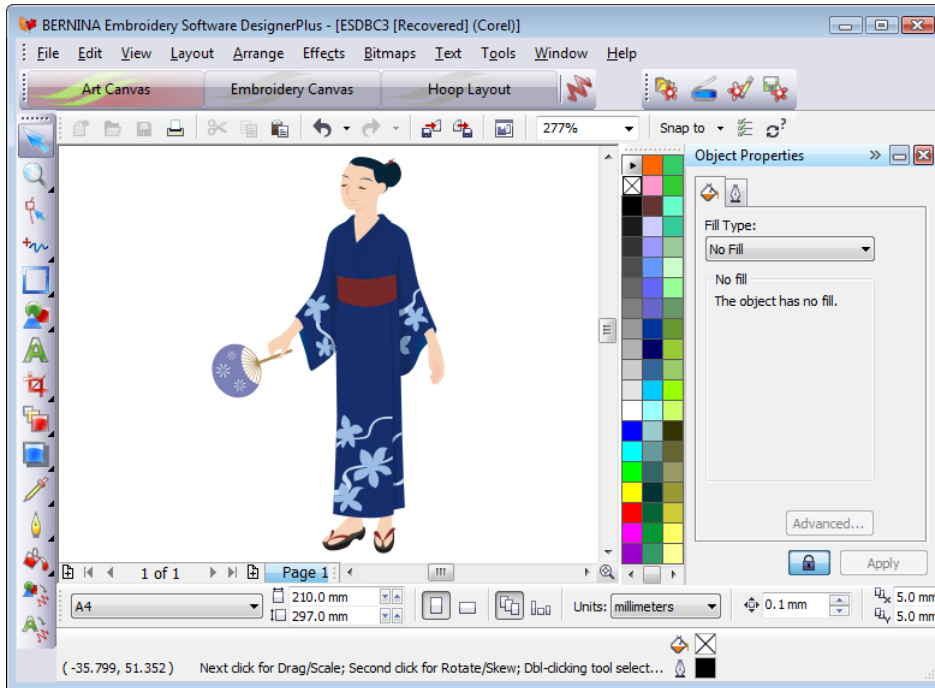 BERNINA Embroidery Software DesignerPlus - [ESDBC3 [Recovered] (Corel)]
File Edit View Layout Arrange Effects Bitmaps Text Tools Window Help
Art Canvas Embroidery Canvas Hoop Layout
277% Snap to
Object Properties
Fill Type:
No Fill
No fill
The object has no fill.
Advanced...
Apply
1 of 1 Page 1
A4 210.0 mm 297.0 mm Units: millimeters 0.1 mm 5.0 mm 5.0 mm
( -35.799, 51.352 ) Next click for Drag/Scale; Second click for Rotate/Skew; Dbl-clicking tool select...